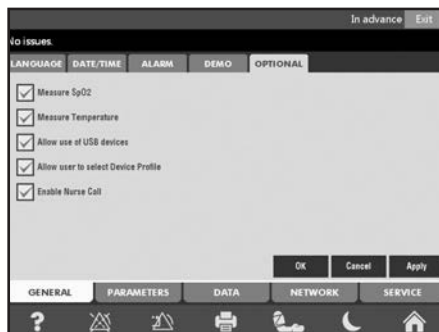 In advance Exit
No issues.
LANGUAGE DATE/TIME ALARM DEMO OPTIONAL
Measure SpO2
Measure Temperature
Allow use of USB devices
Allow user to select Device Profile
Enable Nurse Call
OK Cancel Apply
GENERAL PARAMETERS DATA NETWORK SERVICE
?